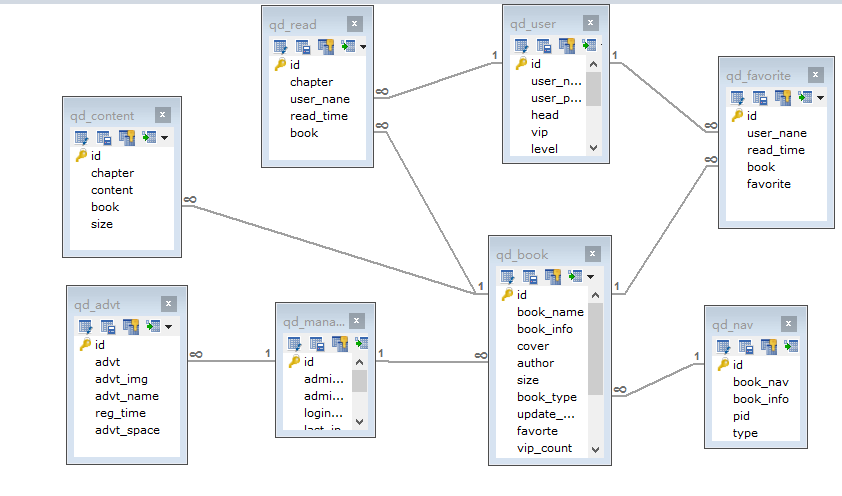 qd_read
id
chapter
user_nane
read_time
book
qd_user
id
user_n...
user_p...
head
vip
level
qd_favorite
id
user_nane
read_time
book
favorite
qd_content
id
chapter
content
book
size
qd_book
id
book_name
book_info
cover
author
size
book_type
update_...
favorte
vip_count
qd_advt
id
advt
advt_img
advt_name
reg_time
advt_space
qd_mana...
id
admi...
admi...
login...
last_in
qd_nav
id
book_nav
book_info
pid
type
1
∞
∞
1
∞
∞
∞
1
1
∞
1
1
∞
1
∞